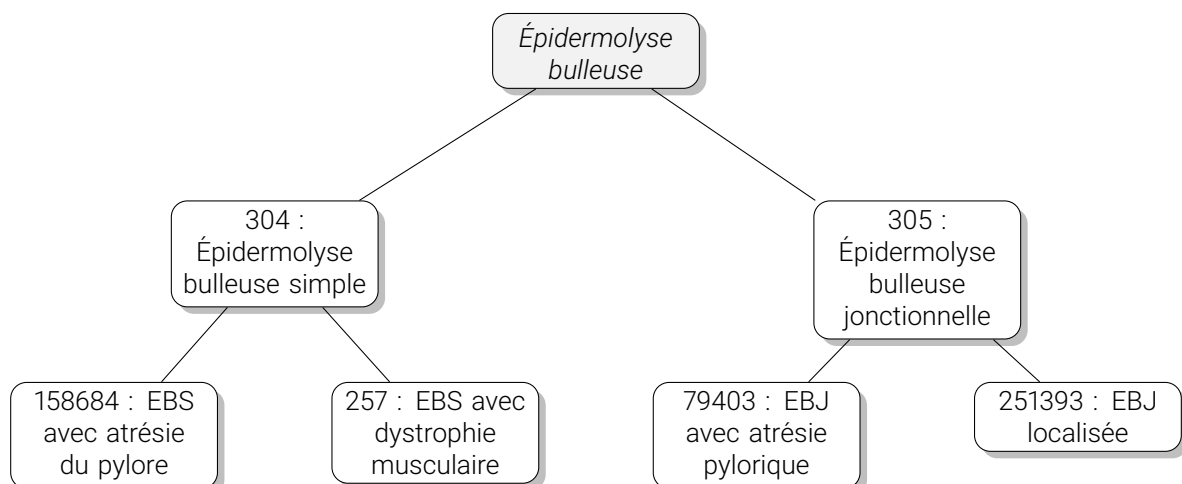 Épidermolyse
bulleuse
304 :
Épidermolyse
bulleuse simple
305 :
Épidermolyse
bulleuse
jonctionnelle
158684 : EBS
avec atrésie
du pylore
257 : EBS avec
dystrophie
musculaire
79403 : EBJ
avec atrésie
pylorique
251393 : EBJ
localisée